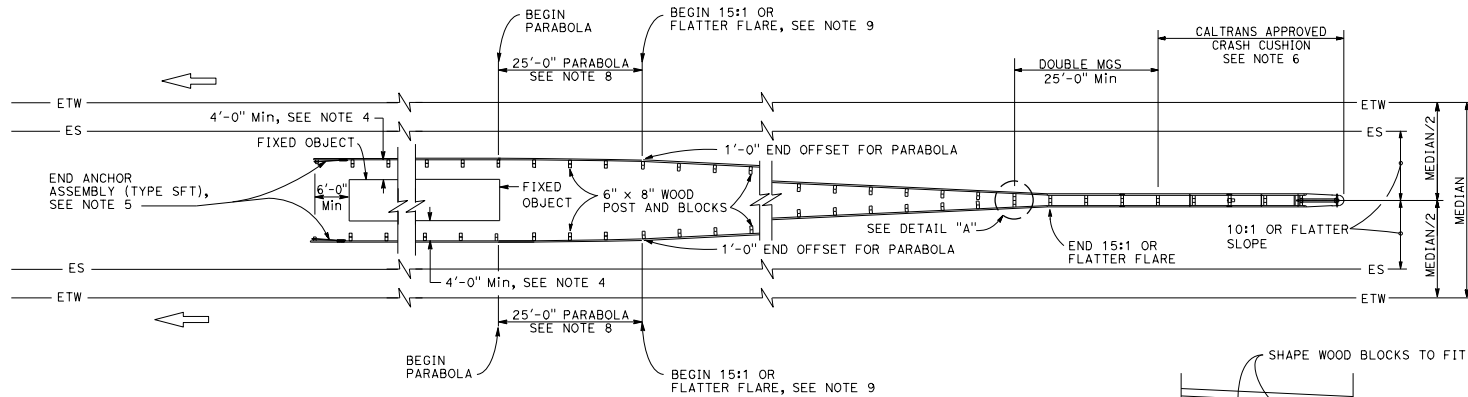 BEGIN
PARABOLA
BEGIN 15:1 OR
FLATTER FLARE, SEE NOTE 9
25'-0" PARABOLA
SEE NOTE 8
CALTRANS APPROVED
CRASH CUSHION
SEE NOTE 6
DOUBLE MGS
25'-0" Min
ETW
ETW
4'-0" Min, SEE NOTE 4
ES
ES
FIXED OBJECT
1'-0" END OFFSET FOR PARABOLA
END ANCHOR
ASSEMBLY (TYPE SFT),
SEE NOTE 5
6'-0"
Min
FIXED
OBJECT
6" x 8" WOOD
POST AND BLOCKS
SEE DETAIL "A"
1'-0" END OFFSET FOR PARABOLA
END 15:1 OR
FLATTER FLARE
10:1 OR FLATTER
SLOPE
MEDIAN/2
MEDIAN/2
MEDIAN
ES
ES
4'-0" Min, SEE NOTE 4
ETW
ETW
25'-0" PARABOLA
SEE NOTE 8
BEGIN
PARABOLA
BEGIN 15:1 OR
FLATTER FLARE, SEE NOTE 9
SHAPE WOOD BLOCKS TO FIT